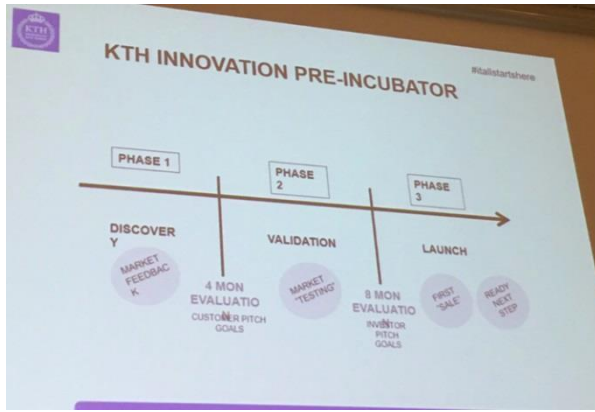 KTH
KTH INNOVATION PRE-INCUBATOR
#itallstartshere
PHASE 1
PHASE
2
PHASE
3
DISCOVER
Y
VALIDATION
LAUNCH
MARKET
FEEDBAC
K
4 MON
EVALUATIO
N
CUSTOMER PITCH
GOALS
MARKET
"TESTING"
8 MON
EVALUATIO
N
INVESTOR
PITCH
GOALS
FIRST
"SALE"
READY
NEXT
STEP